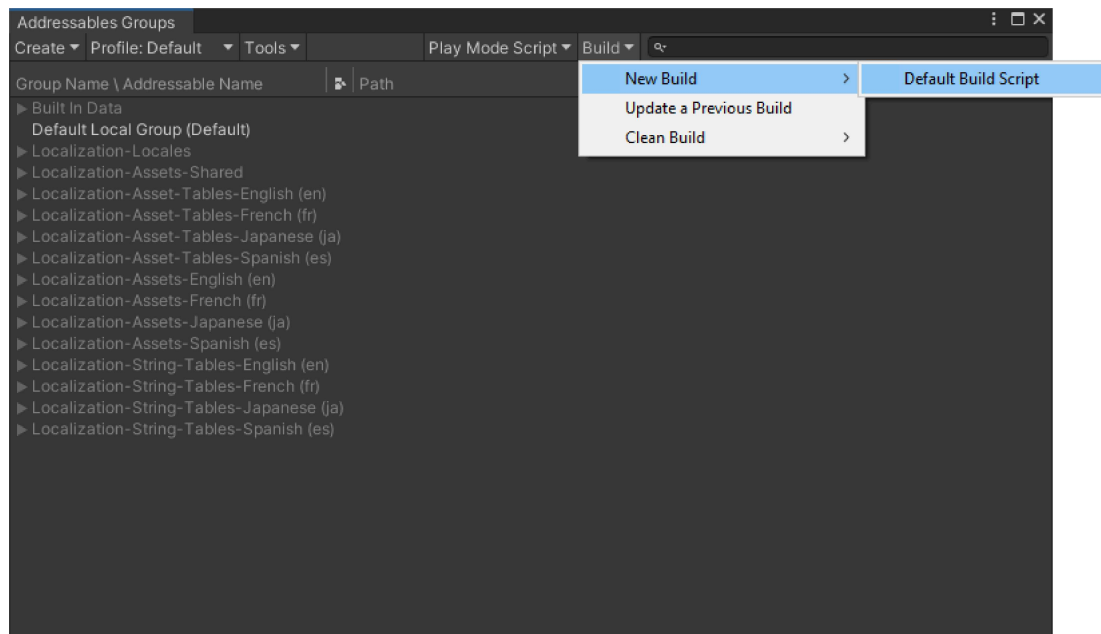 Addressables Groups
Create Profile: Default Tools Play Mode Script Build
Group Name \ Addressable Name Path
New Build Default Build Script
Update a Previous Build
Clean Build
Built In Data
Default Local Group (Default)
Localization-Locales
Localization-Assets-Shared
Localization-Asset-Tables-English (en)
Localization-Asset-Tables-French (fr)
Localization-Asset-Tables-Japanese (ja)
Localization-Asset-Tables-Spanish (es)
Localization-Assets-English (en)
Localization-Assets-French (fr)
Localization-Assets-Japanese (ja)
Localization-Assets-Spanish (es)
Localization-String-Tables-English (en)
Localization-String-Tables-French (fr)
Localization-String-Tables-Japanese (ja)
Localization-String-Tables-Spanish (es)